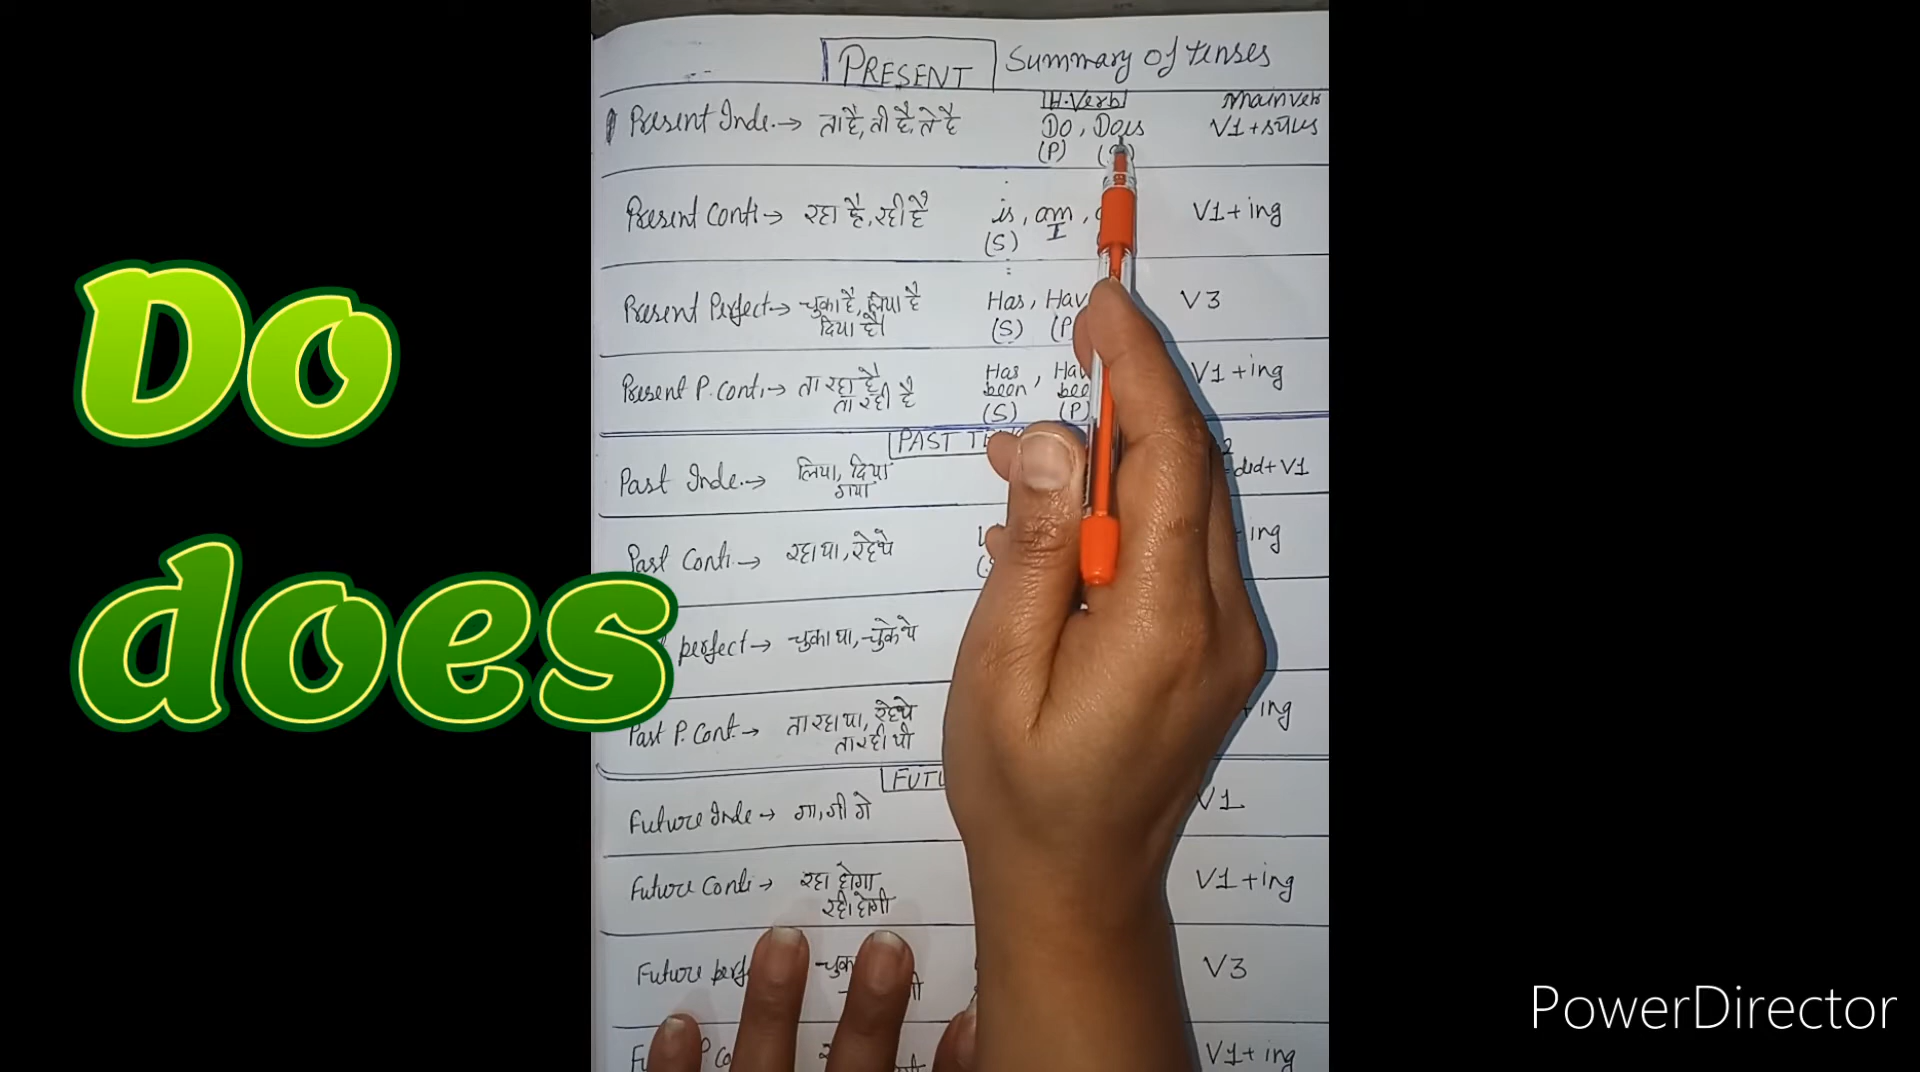 PRESENT Summary Of tenses
H.Verb Main verb
Present Inde. → ता है, ती है, ते है Do, Does V1 + s या es
(P)
Present Conti → रहा है, रही है is, am, V1 + ing
(S) I
Present Perfect → चुका है, लिया है Has, V3
दिया है। (S) (P
Present P. Conti → ता रहा है Has V1 + ing
ता रही है been,
(S) (P)
PAST
Past Inde. → लिया, दिया did + V1
गया
Past Conti → रहा था, रहे थे ing
perfect → चुका था, चुके थे
Past P. Cont. → ता रहा था, रहे थे + ing
ता रही थी
Future Inde → गा, गी गे V1
Future Conti → रहा होगा V1 + ing
रही होगी
Future V3
V1 + ing
Do
does
PowerDirector